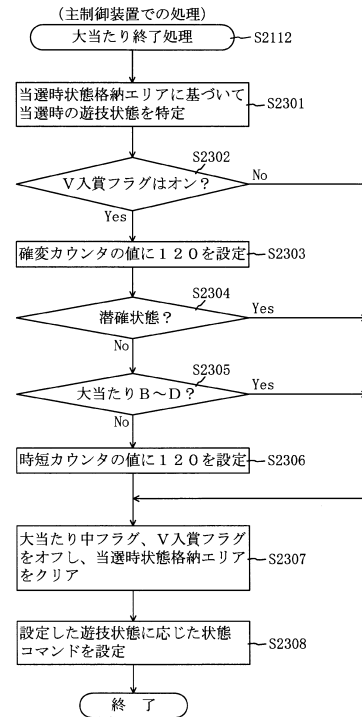 （主制御装置での処理）
大当たり終了処理
S2112
当選時状態格納エリアに基づいて
当選時の遊技状態を特定
S2301
S2302
Ｖ入賞フラグはオン？
No
Yes
確変カウンタの値に１２０を設定
S2303
S2304
潜確状態？
Yes
No
S2305
大当たりＢ～Ｄ？
Yes
No
時短カウンタの値に１２０を設定
S2306
大当たり中フラグ、Ｖ入賞フラグ
をオフし、当選時状態格納エリア
をクリア
S2307
設定した遊技状態に応じた状態
コマンドを設定
S2308
終 了